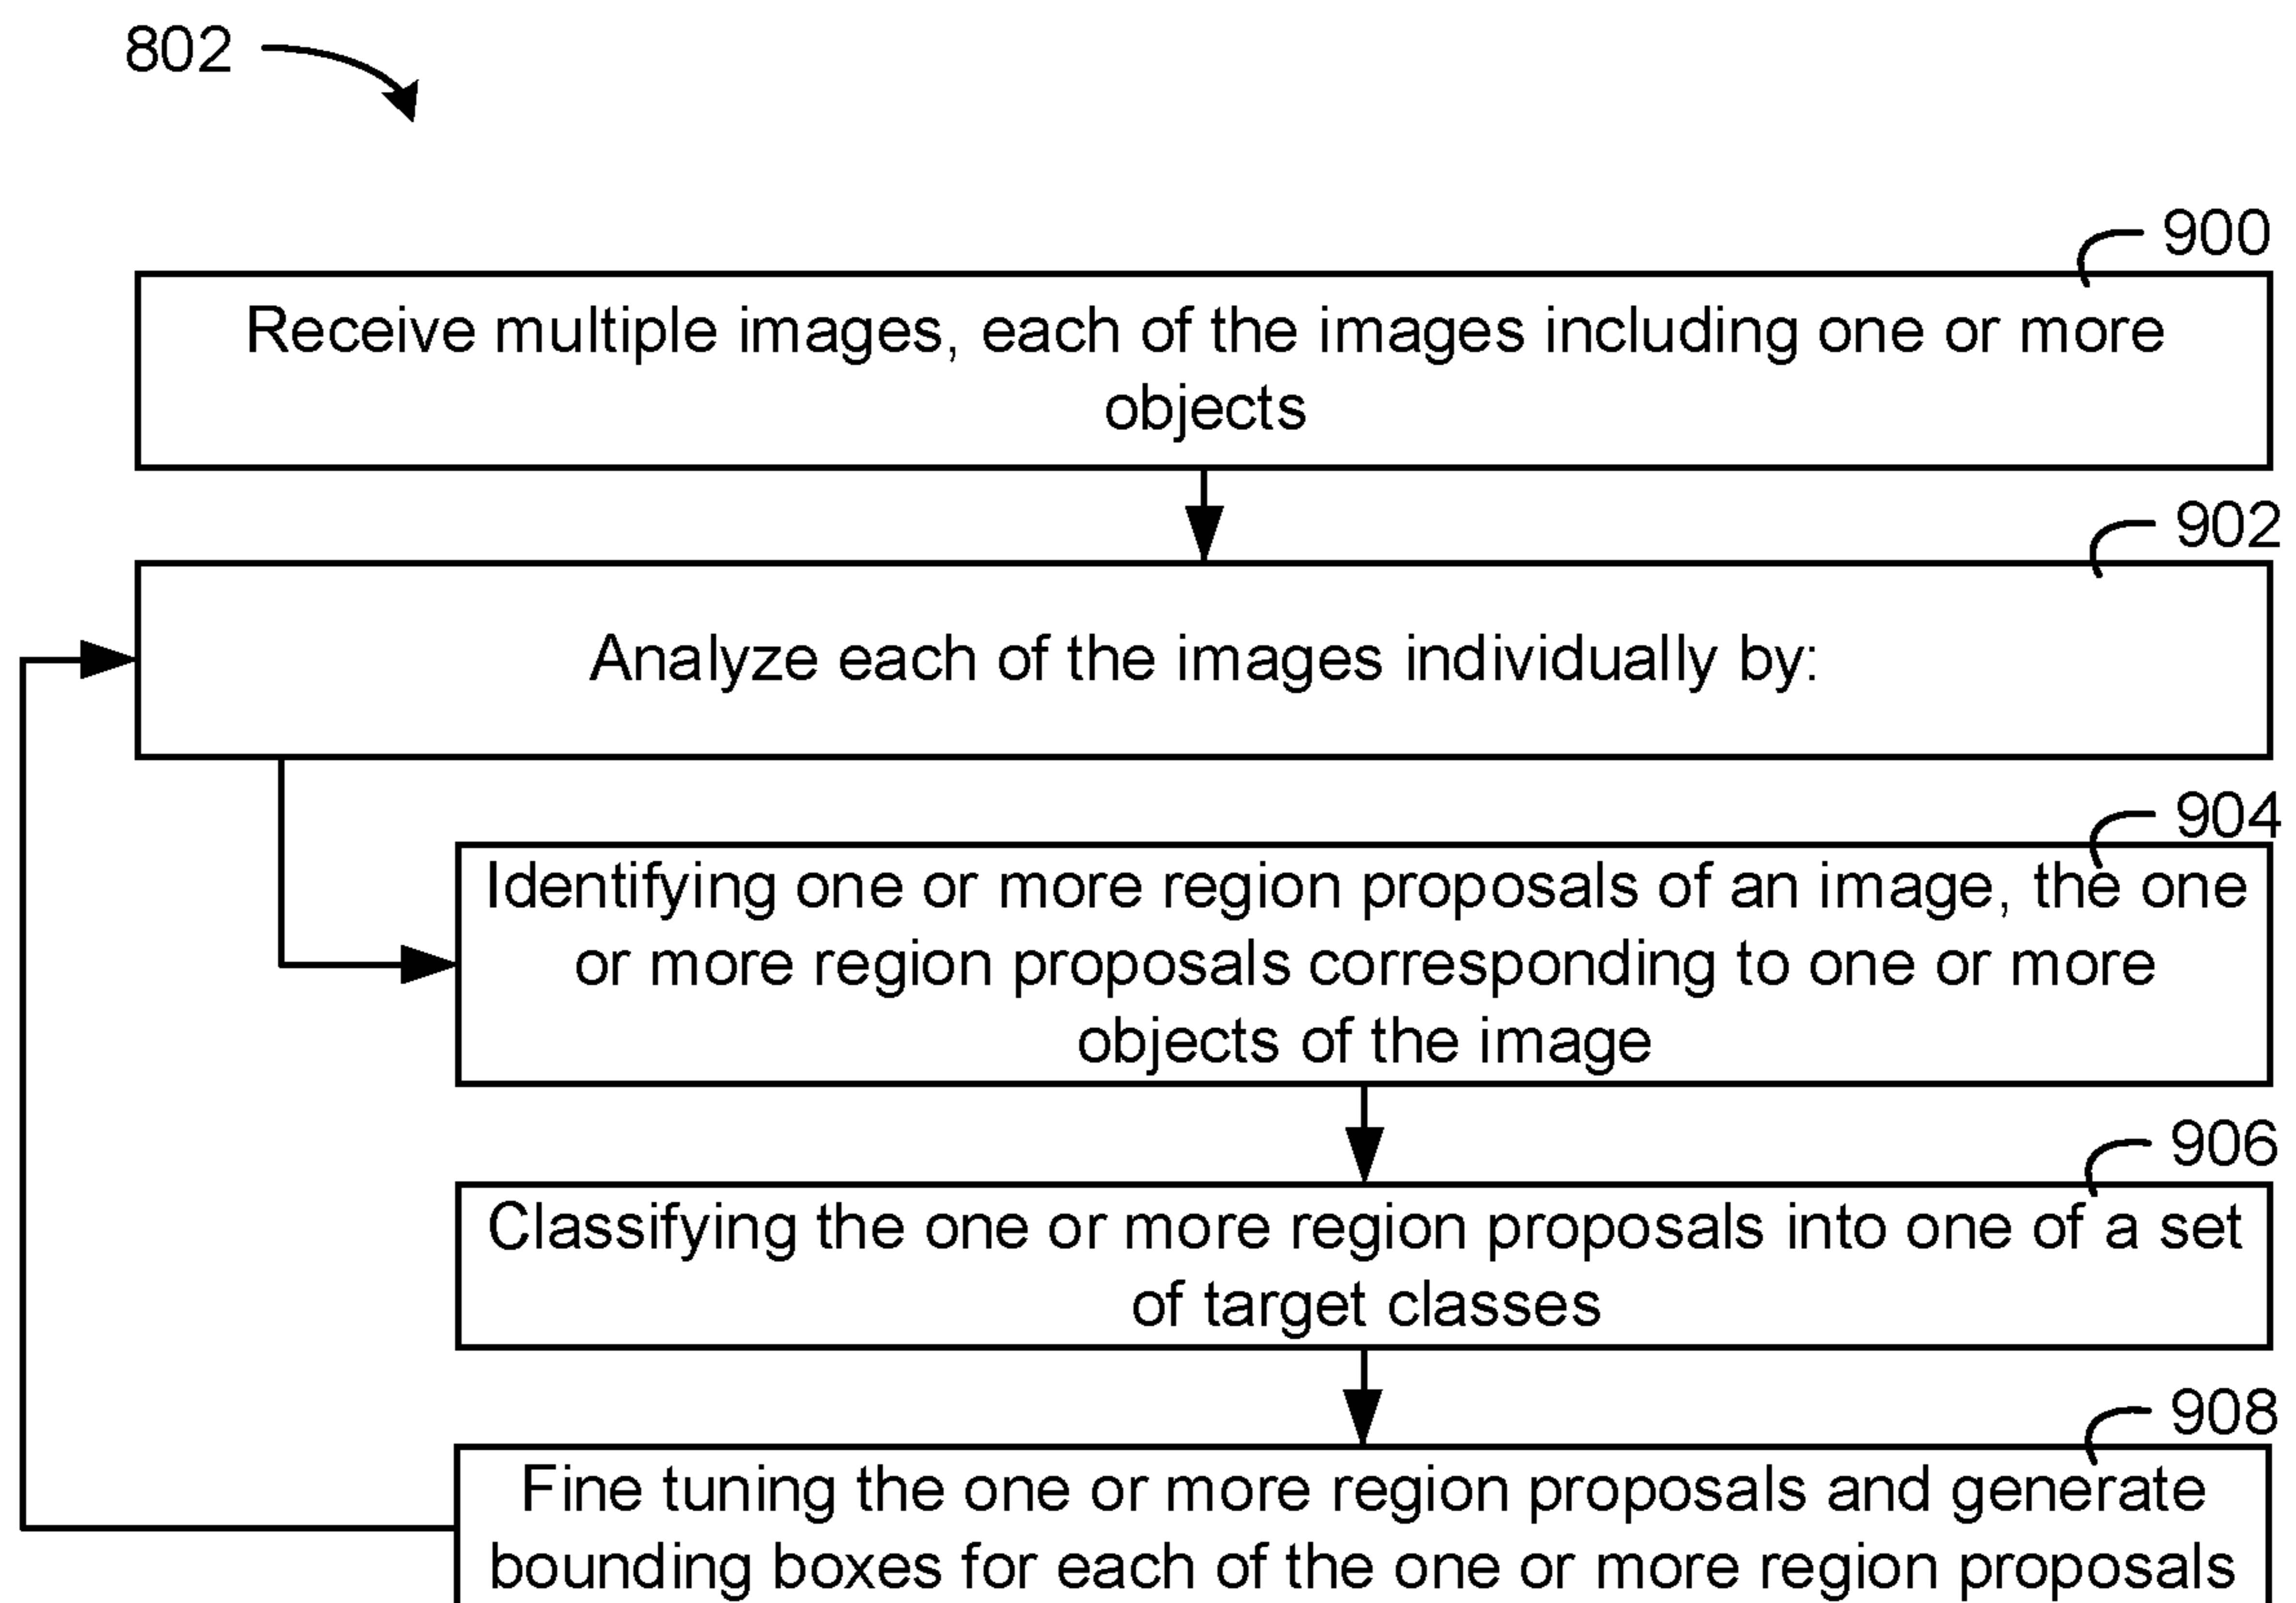 802
900
Receive multiple images, each of the images including one or more
objects
902
Analyze each of the images individually by:
904
Identifying one or more region proposals of an image, the one
or more region proposals corresponding to one or more
objects of the image
906
Classifying the one or more region proposals into one of a set
of target classes
908
Fine tuning the one or more region proposals and generate
bounding boxes for each of the one or more region proposals